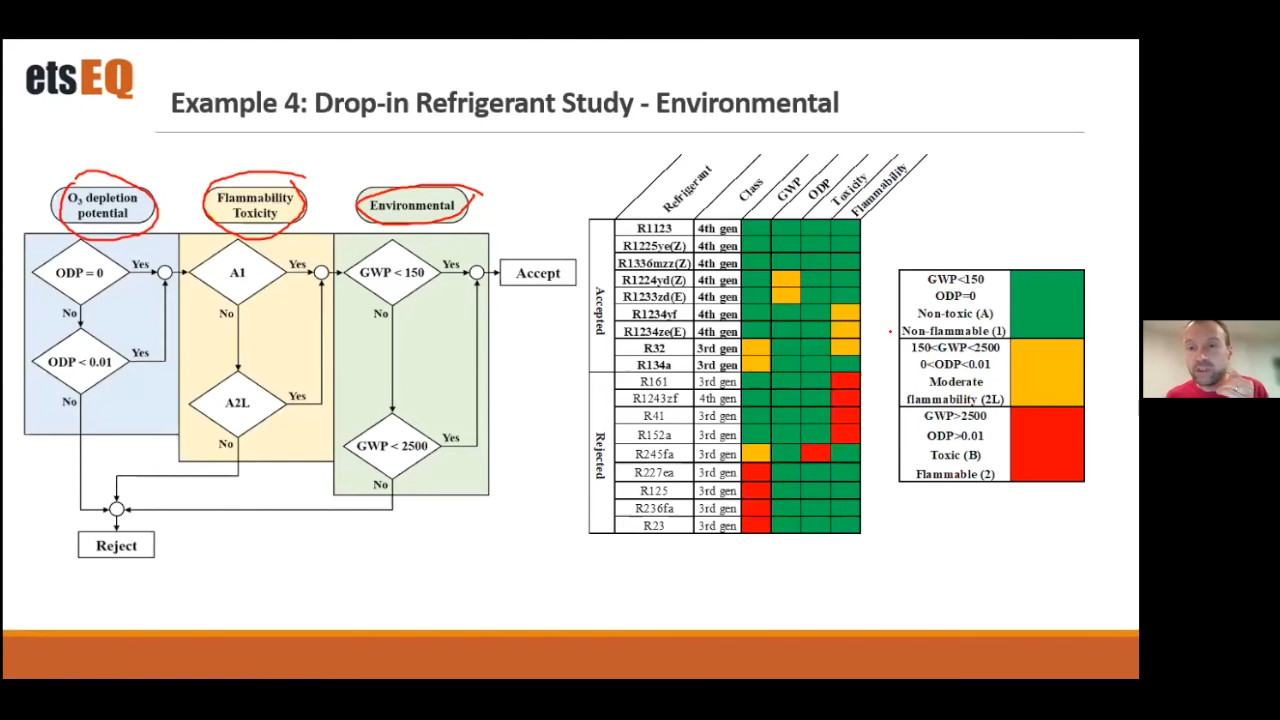 etsEQ
Example 4: Drop-in Refrigerant Study - Environmental
O3 depletion
potential
Flammability
Toxicity
Environmental
ODP = 0
Yes
No
ODP < 0.01
Yes
No
A1
Yes
No
A2L
Yes
No
GWP < 150
Yes
No
GWP < 2500
Yes
No
Accept
Reject
Refrigerant
Class
GWP
ODP
Toxicity
Flammability
Accepted
R1123 4th gen
R1225ye(Z) 4th gen
R1336mzz(Z) 4th gen
R1224yd(Z) 4th gen
R1233zd(E) 4th gen
R1234yf 4th gen
R1234ze(E) 4th gen
R32 3rd gen
R134a 3rd gen
Rejected
R161 3rd gen
R1243zf 4th gen
R41 3rd gen
R152a 3rd gen
R245fa 3rd gen
R227ea 3rd gen
R125 3rd gen
R236fa 3rd gen
R23 3rd gen
GWP<150
ODP=0
Non-toxic (A)
Non-flammable (1)
150<GWP<2500
0<ODP<0.01
Moderate
flammability (2L)
GWP>2500
ODP>0.01
Toxic (B)
Flammable (2)